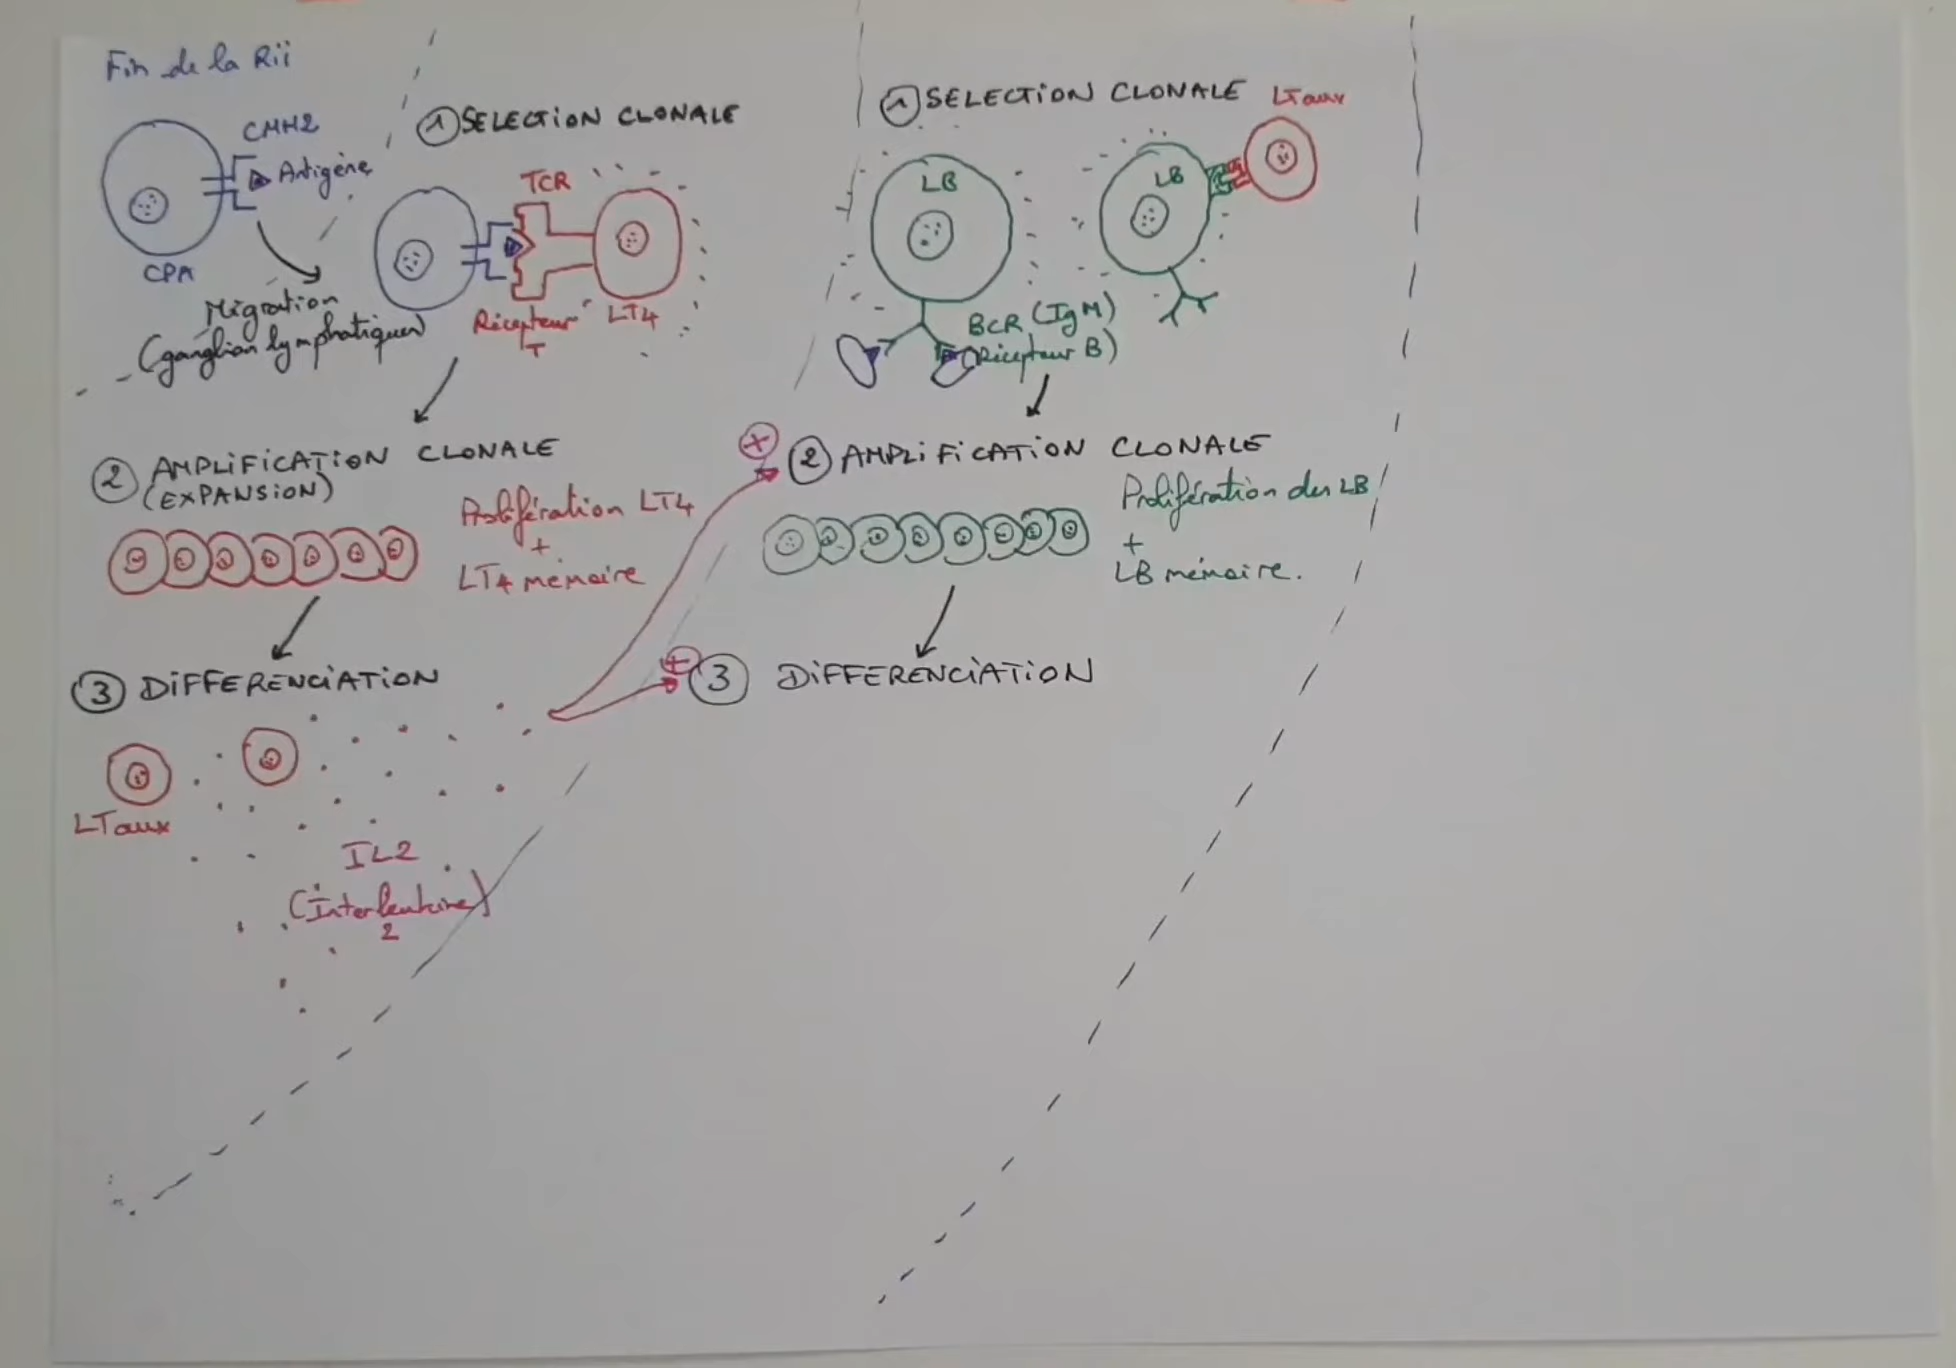 Fin de la Rii
CMH2
Antigène
CPA
Migration
(ganglion lymphatiques)
① SELECTION CLONALE
TCR
Récepteur
T
LT4
② AMPLIFICATION CLONALE
(EXPANSION)
Prolifération LT4
+
LT4 mémoire
③ DIFFERENCIATION
LTaux
IL2
(Interleukine)
2
① SELECTION CLONALE
LTaux
LB
LB
BCR (IgM)
(Récepteur B)
+
② AMPLIFICATION CLONALE
Prolifération des LB
+
LB mémoire.
+
③ DIFFERENCIATION